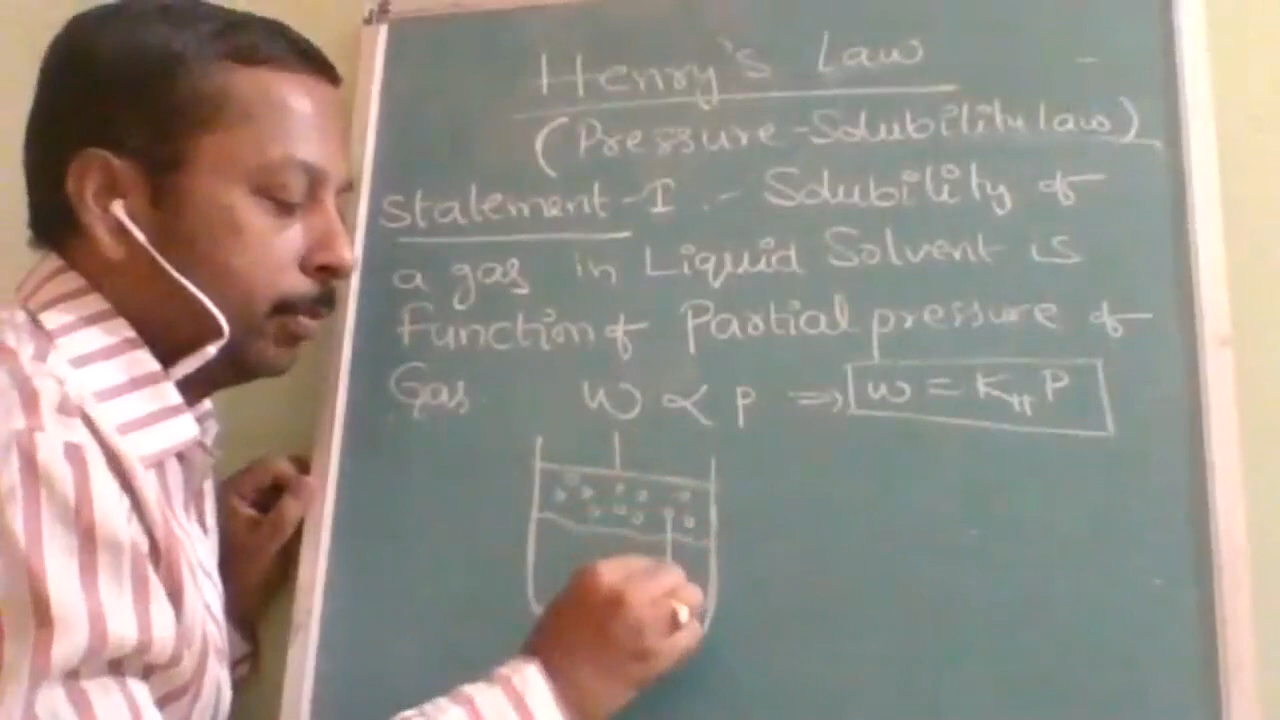 Henry's Law
(Pressure-Solubility law)
Statement-I :- Solubility of
a gas in Liquid Solvent is
function of Partial pressure of
Gas w ∝ p ⇒ w = K_H P